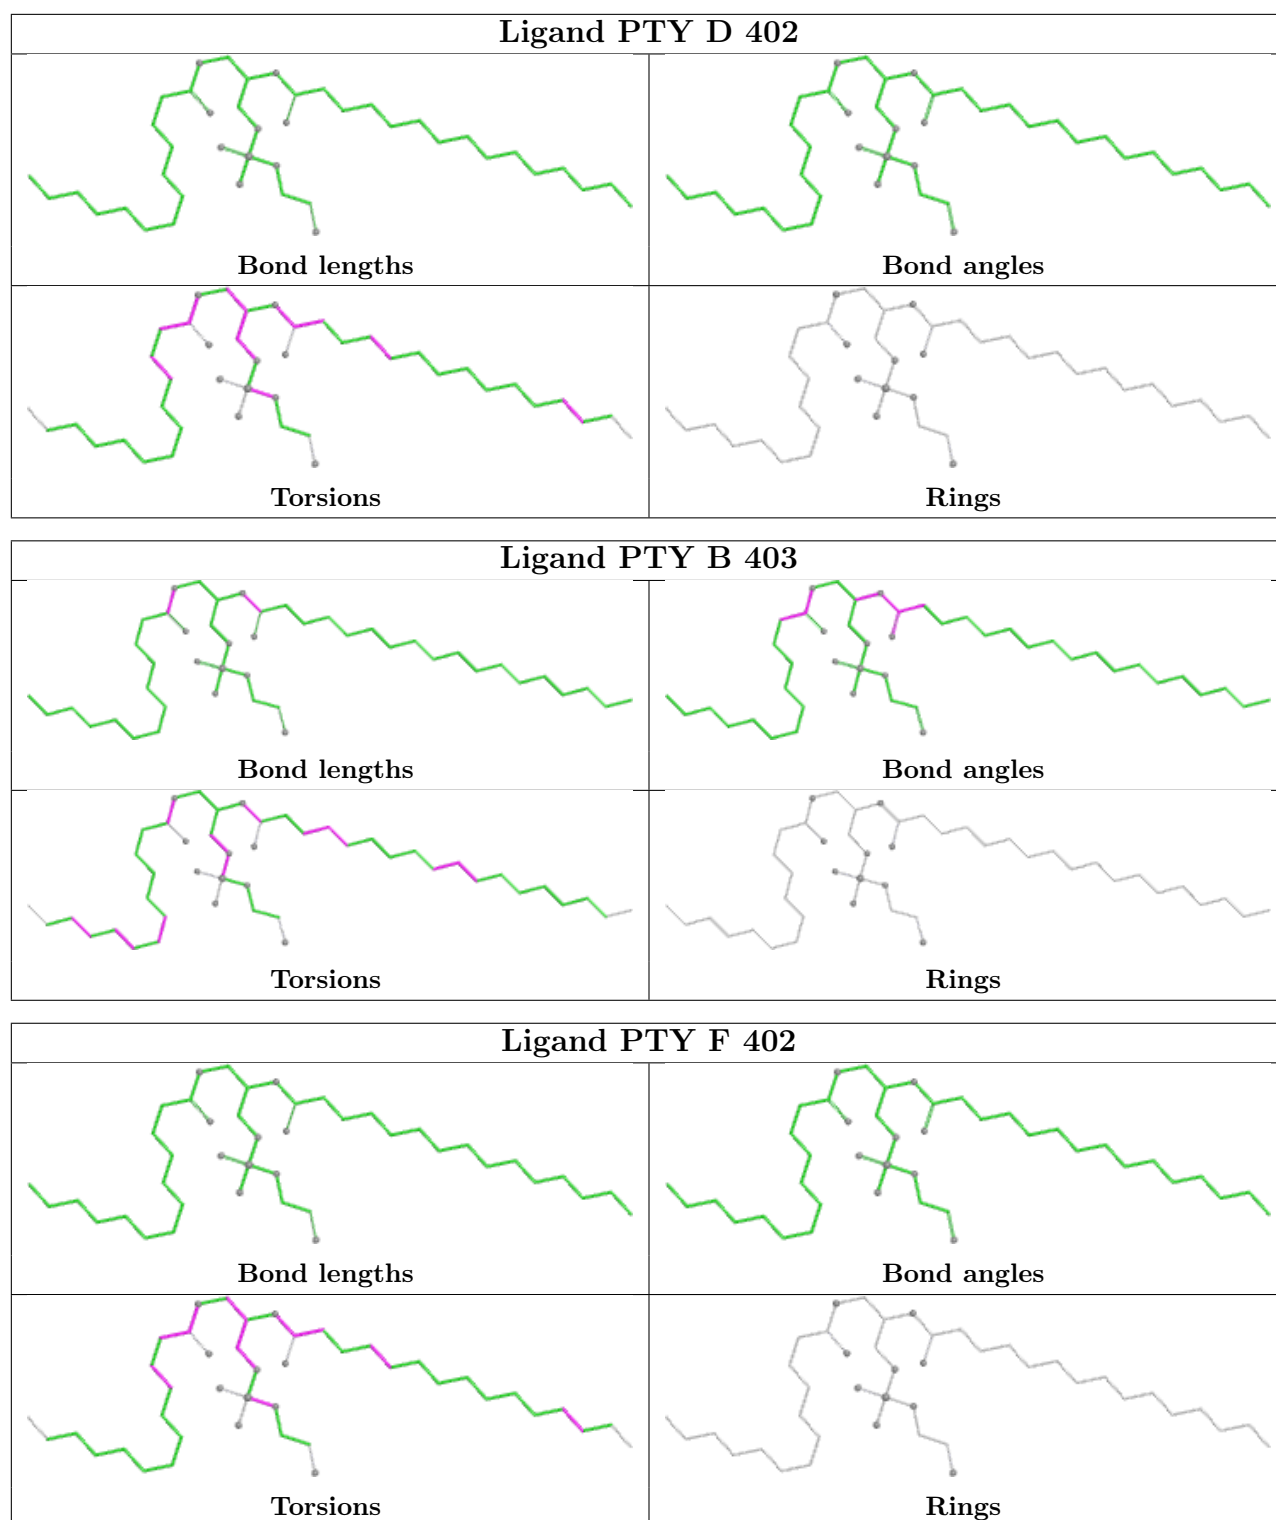 Ligand PTY D 402
Bond lengths
Bond angles
Torsions
Rings
Ligand PTY B 403
Bond lengths
Bond angles
Torsions
Rings
Ligand PTY F 402
Bond lengths
Bond angles
Torsions
Rings